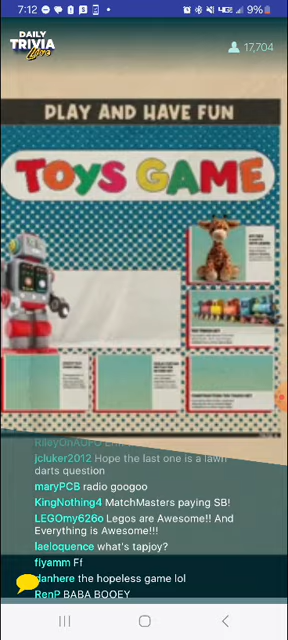 7:12
9%
DAILY
TRIVIA
Live
17,704
PLAY AND HAVE FUN
TOYS GAME
jcluker2012 Hope the last one is a lawn
darts question
maryPCB radio googoo
KingNothing4 MatchMasters paying SB!
LEGOmy626o Legos are Awesome!! And
Everything is Awesome!!!
laeloquence what's tapjoy?
flyamm Ff
danhere the hopeless game lol
RenP BABA BOOEY